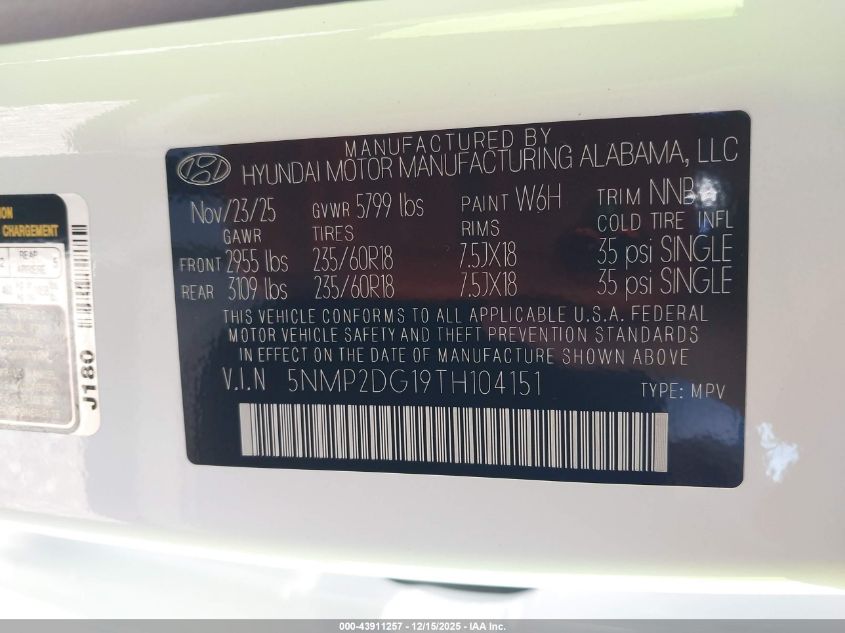 MANUFACTURED BY
HYUNDAI MOTOR MANUFACTURING ALABAMA, LLC
Nov/23/25 GVWR 5799 lbs PAINT W6H TRIM NNB
GAWR TIRES RIMS COLD TIRE INFL
FRONT 2955 lbs 235/60R18 7.5JX18 35 psi SINGLE
REAR 3109 lbs 235/60R18 7.5JX18 35 psi SINGLE
THIS VEHICLE CONFORMS TO ALL APPLICABLE U.S.A. FEDERAL
MOTOR VEHICLE SAFETY AND THEFT PREVENTION STANDARDS
IN EFFECT ON THE DATE OF MANUFACTURE SHOWN ABOVE
V.I.N 5NMP2DG19TH104151 TYPE: MPV
CHARGEMENT
REAR
ARRIERE
J180
000-43911257 - 12/15/2025 - IAA Inc.